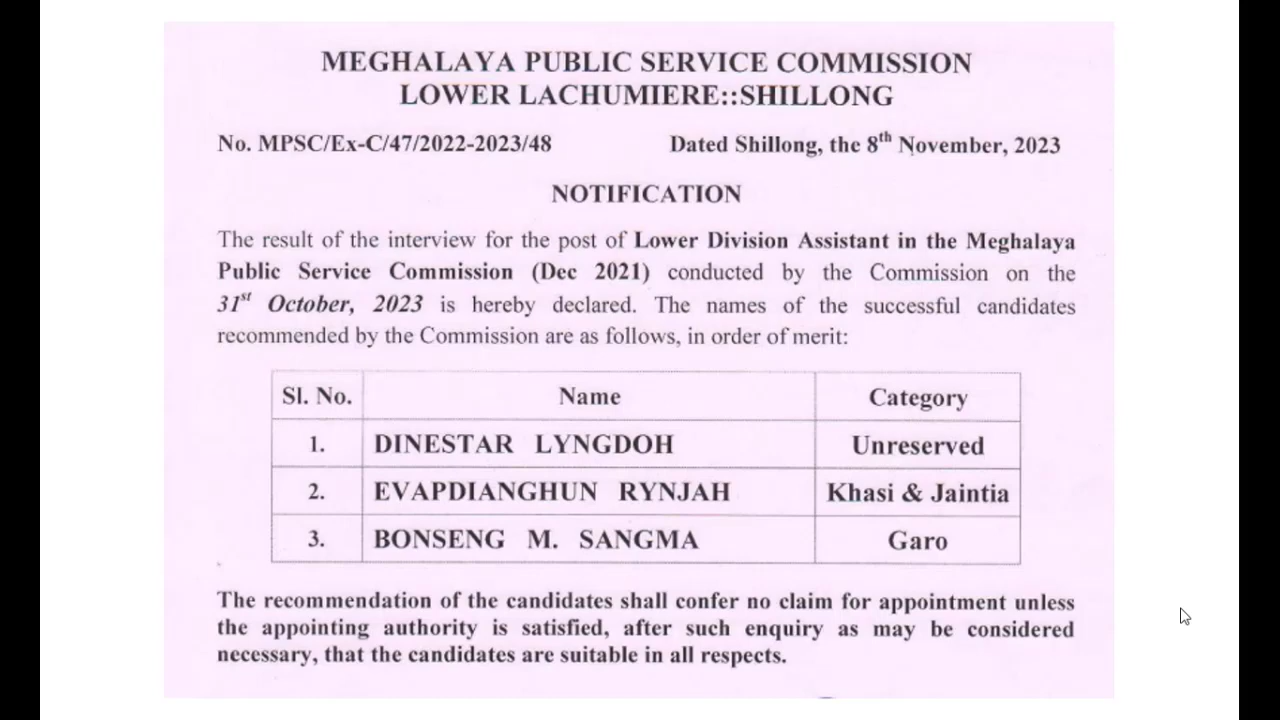 MEGHALAYA PUBLIC SERVICE COMMISSION
LOWER LACHUMIERE::SHILLONG
No. MPSC/Ex-C/47/2022-2023/48 Dated Shillong, the 8th November, 2023
NOTIFICATION
The result of the interview for the post of Lower Division Assistant in the Meghalaya
Public Service Commission (Dec 2021) conducted by the Commission on the
31st October, 2023 is hereby declared. The names of the successful candidates
recommended by the Commission are as follows, in order of merit:
Sl. No. Name Category
1. DINESTAR LYNGDOH Unreserved
2. EVAPDIANGHUN RYNJAH Khasi & Jaintia
3. BONSENG M. SANGMA Garo
The recommendation of the candidates shall confer no claim for appointment unless
the appointing authority is satisfied, after such enquiry as may be considered
necessary, that the candidates are suitable in all respects.